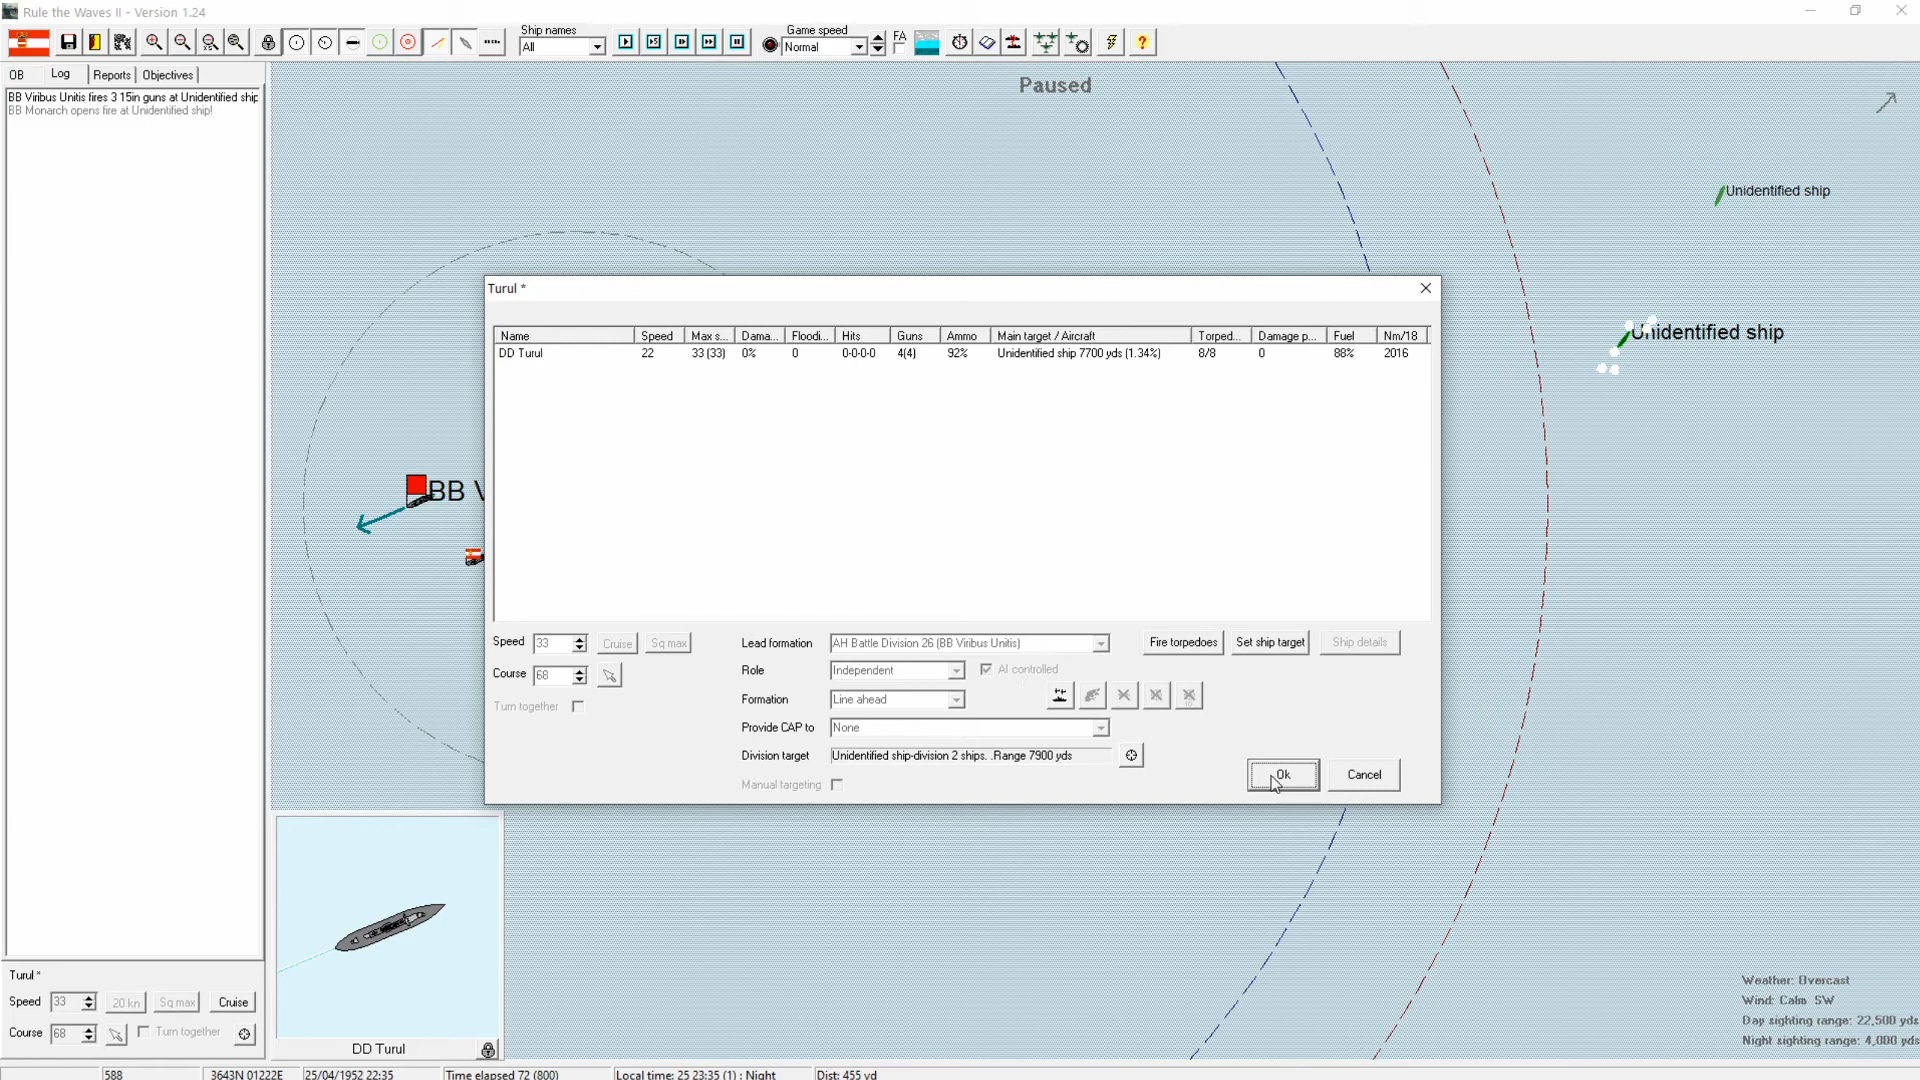 Rule the Waves II - Version 1.24
Ship names
All
Game speed
Normal
FA
OB
Log
Reports
Objectives
BB Viribus Unitis fires 3 15in guns at Unidentified ship
BB Monarch opens fire at Unidentified ship!
Paused
Unidentified ship
Unidentified ship
BB V
Turul *
Name Speed Max s... Dama... Floodi... Hits Guns Ammo Main target / Aircraft Torped... Damage p... Fuel Nm/18
DD Turul 22 33 (33) 0% 0 0-0-0-0 4(4) 92% Unidentified ship 7700 yds (1.34%) 8/8 0 88% 2016
Speed 33 Cruise Sq max
Course 68
Turn together
Lead formation AH Battle Division 26 (BB Viribus Unitis)
Role Independent AI controlled
Formation Line ahead
Provide CAP to None
Division target Unidentified ship-division 2 ships. .Range 7900 yds
Manual targeting
Fire torpedoes Set ship target Ship details
Ok Cancel
Turul *
Speed 33 20 kn Sq max Cruise
Course 68 Turn together
DD Turul
Weather: Overcast
Wind: Calm SW
Day sighting range: 22,500 yds
Night sighting range: 4,000 yds
588 3643N 01222E 25/04/1952 22:35 Time elapsed 72 (800) Local time: 25 23:35 (1) : Night Dist: 455 yd